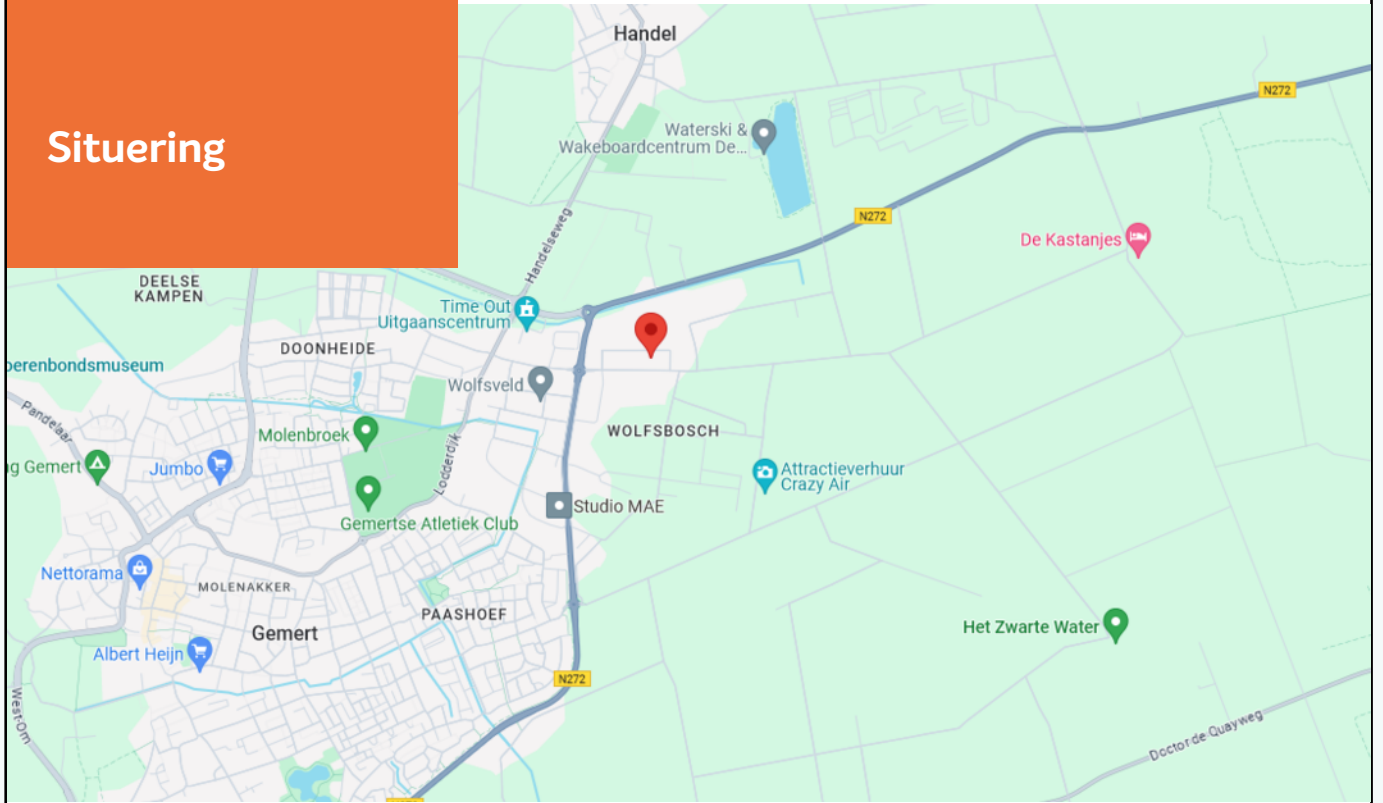 Situering
Handel
N272
Waterski &
Wakeboardcentrum De...
N272
De Kastanjes
Handelseweg
DEELSE
KAMPEN
Time Out
Uitgaanscentrum
DOONHEIDE
perenbondsmuseum
Wolfsveld
Pandelaar
Molenbroek
WOLFSBOSCH
Lodderdijk
g Gemert
Jumbo
Attractieverhuur
Crazy Air
Studio MAE
Gemertse Atletiek Club
Nettorama
MOLENAKKER
PAASHOEF
Gemert
Het Zwarte Water
Albert Heijn
N272
West-Om
Doctor de Quayweg